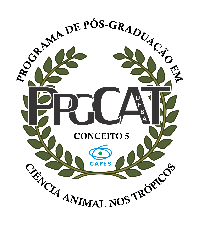 PROGRAMA DE PÓS-GRADUAÇÃO EM
PPGCAT
CONCEITO 5
CAPES
CIÊNCIA ANIMAL NOS TRÓPICOS